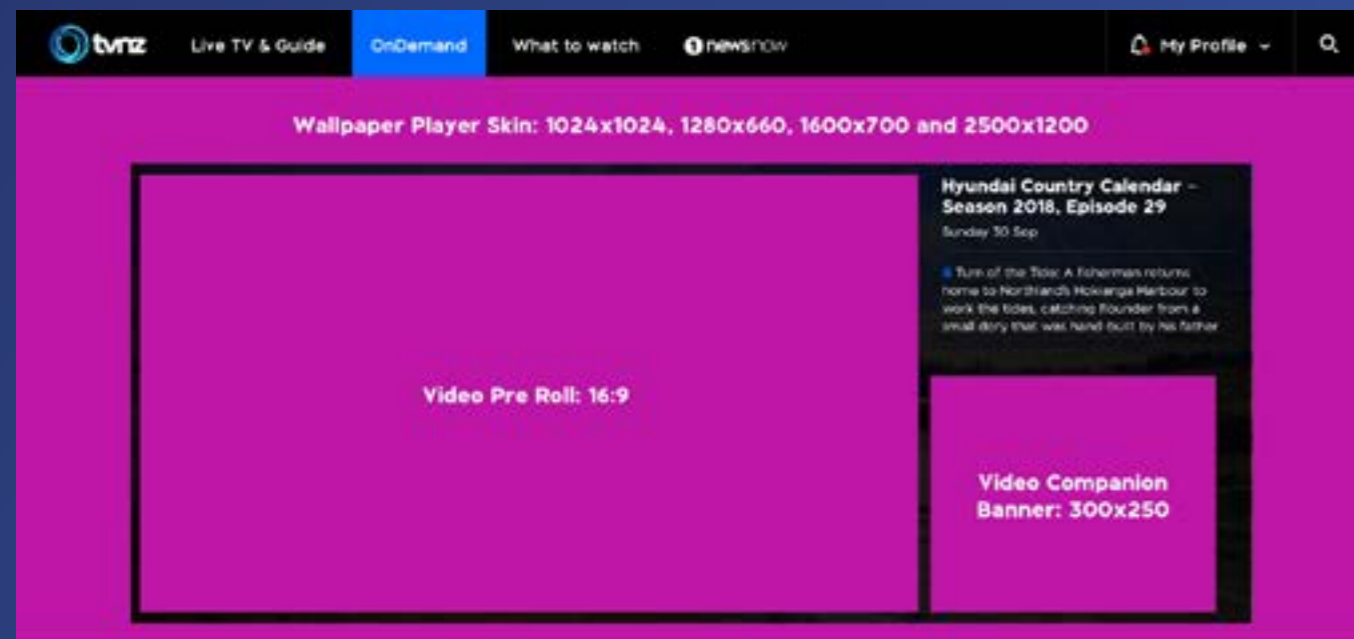 tvnz
Live TV & Guide
OnDemand
What to watch
1 newsnow
My Profile
Wallpaper Player Skin: 1024x1024, 1280x660, 1600x700 and 2500x1200
Hyundai Country Calendar –
Season 2018, Episode 29
Sunday 30 Sep
Turn of the Tide: A fisherman returns
home to Northland's Hokianga Harbour to
work the tides, catching flounder from a
small dory that was hand built by his father
Video Pre Roll: 16:9
Video Companion
Banner: 300x250